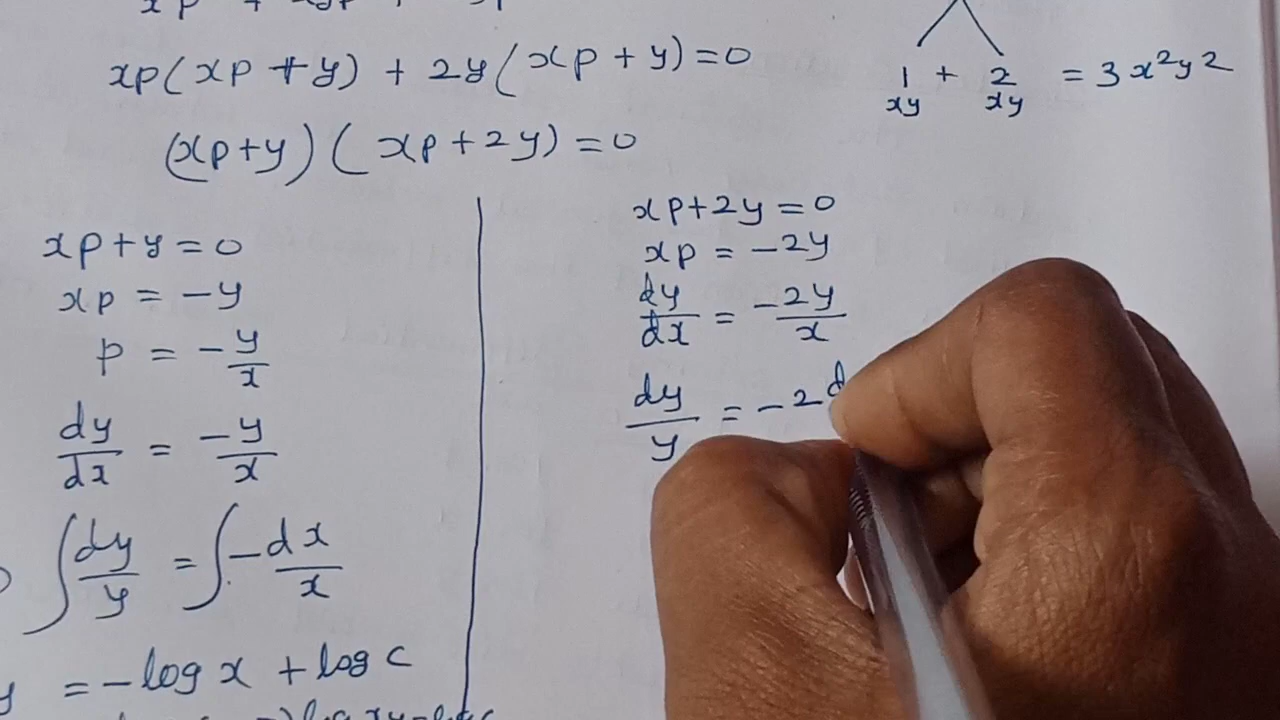 xp(xp+y) + 2y(xp+y)=0
(xp+y)(xp+2y)=0
1/xy + 2/xy = 3x²y2
xp+y=0
xp = -y
p = -y/x
dy/dx = -y/x
∫dy/y = ∫-dx/x
y = -log x + log c
xp+2y=0
xp = -2y
dy/dx = -2y/x
dy/y = -2d